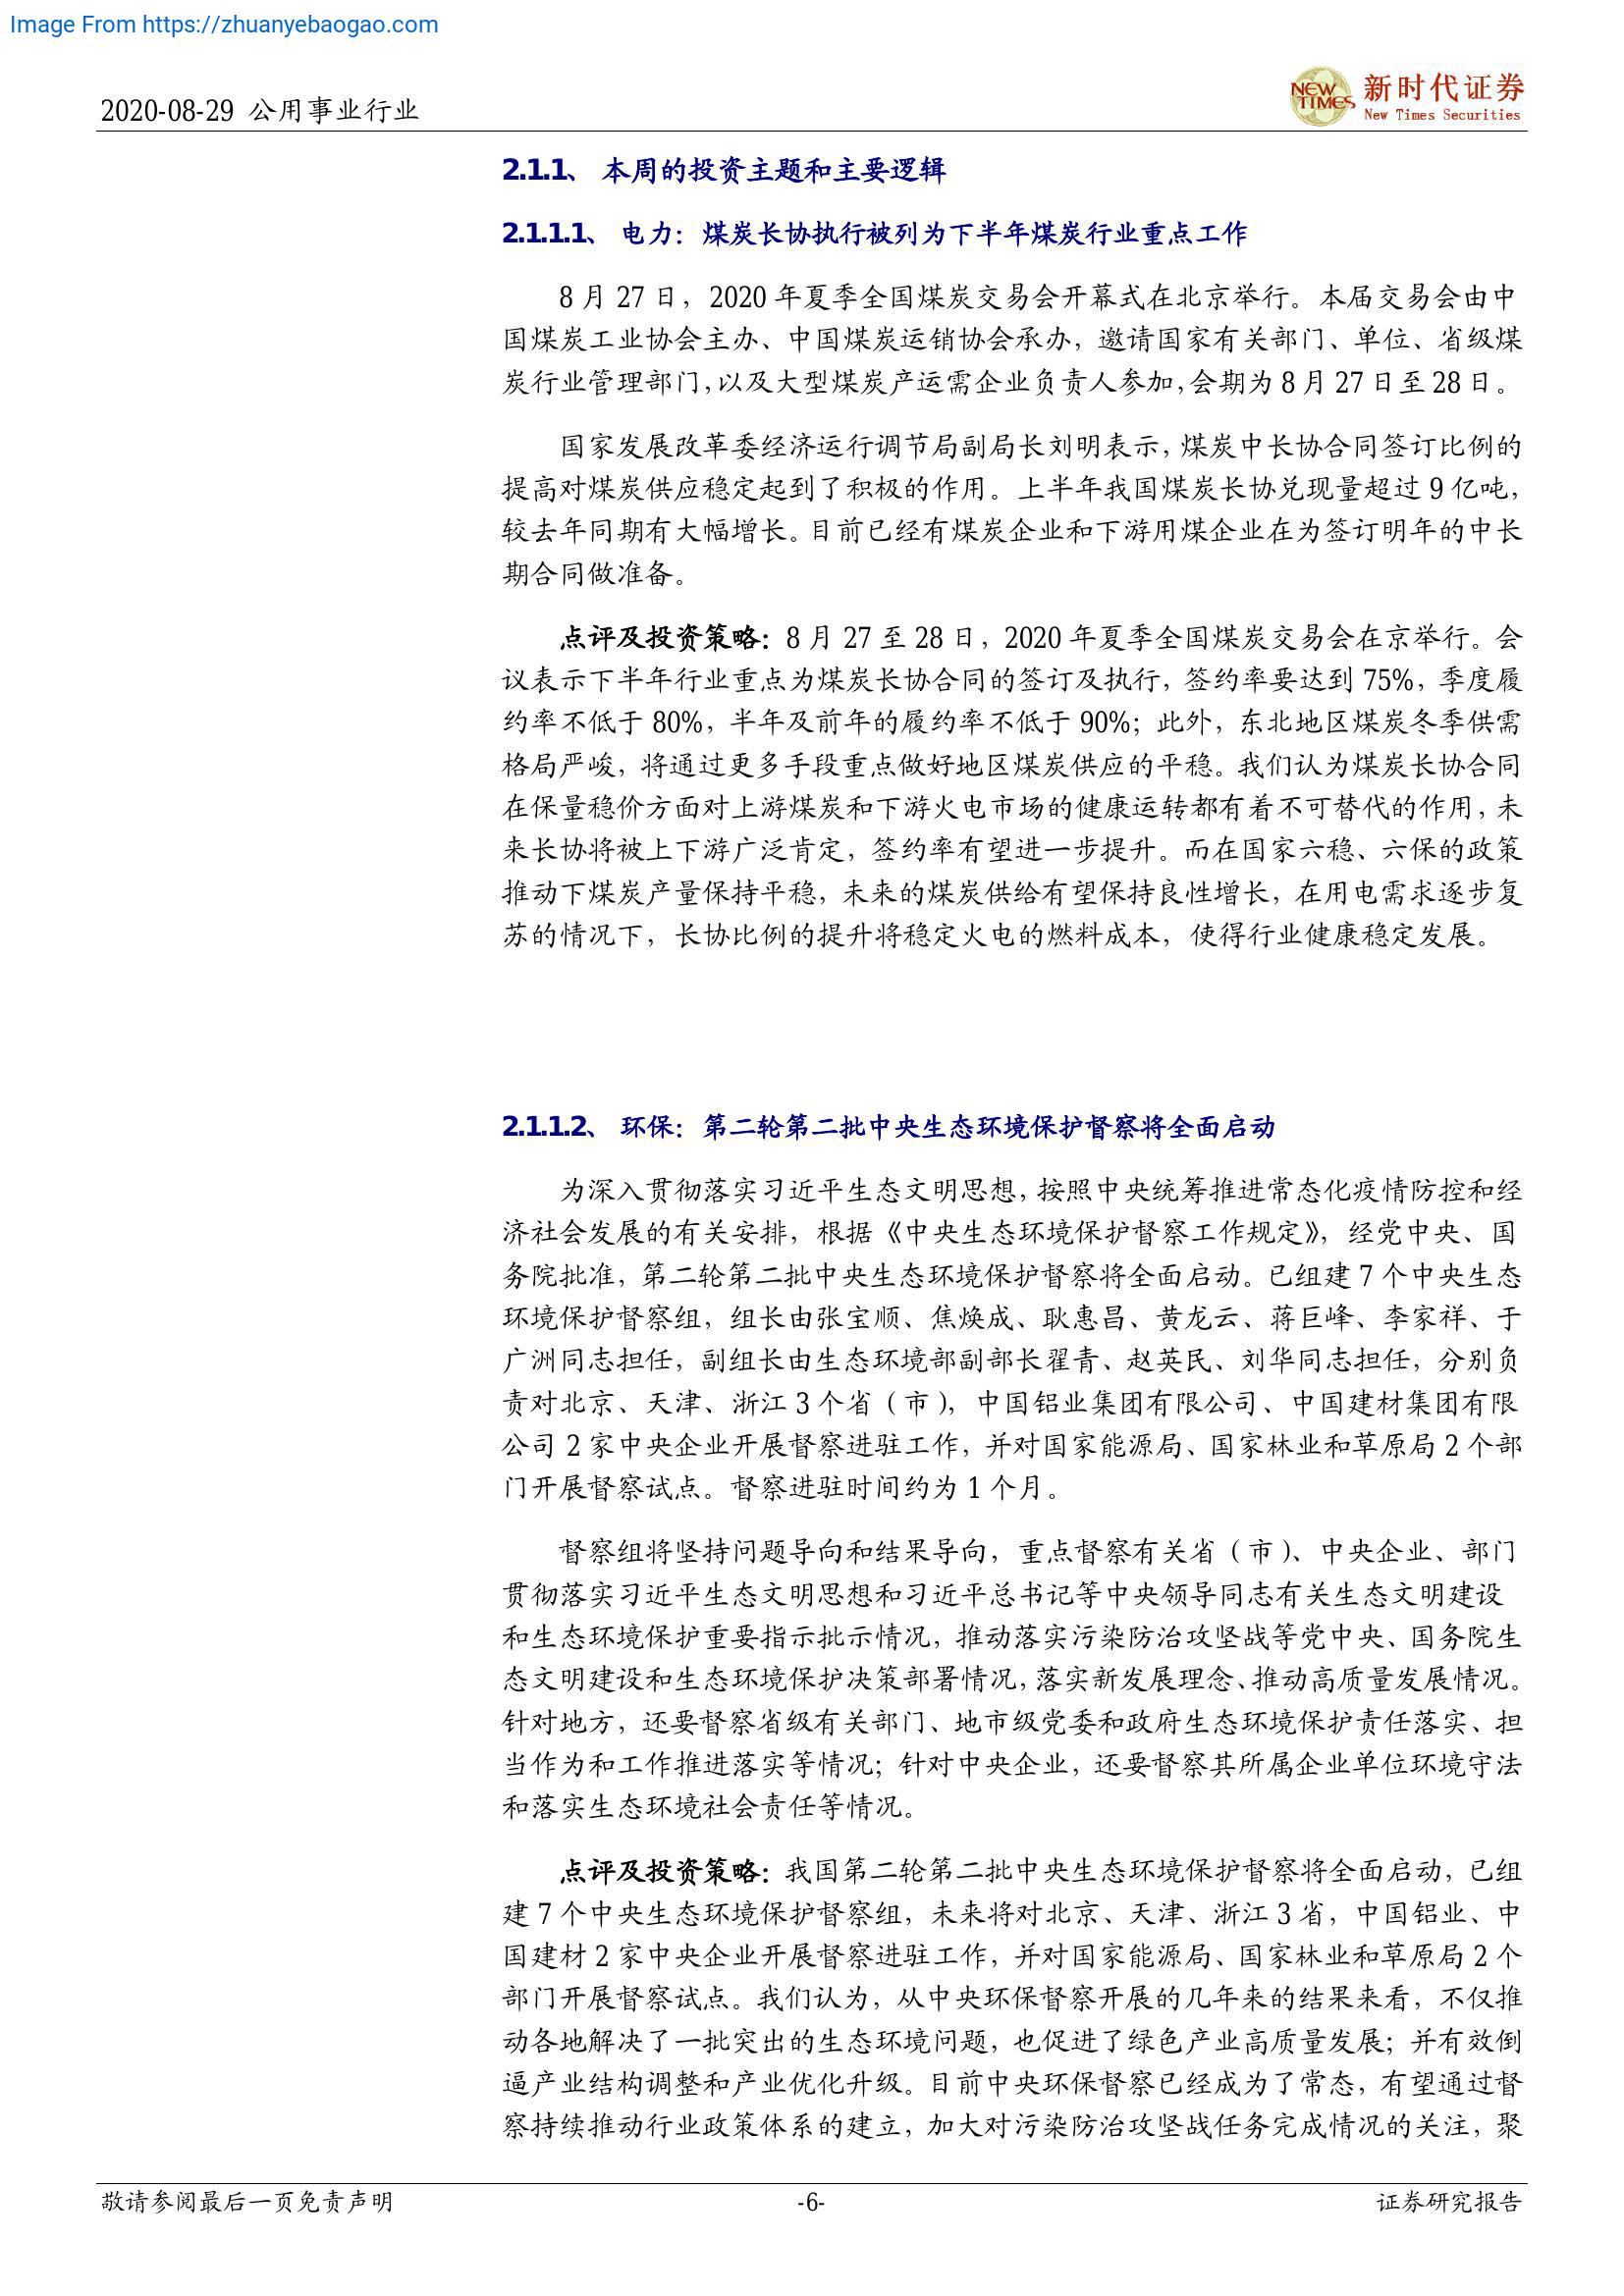 Image From https://zhuanyebaogao.com
2020-08-29 公用事业行业
NEW TIMES 新时代证券
New Times Securities
2.1.1、 本周的投资主题和主要逻辑
2.1.1.1、 电力：煤炭长协执行被列为下半年煤炭行业重点工作
8 月 27 日，2020 年夏季全国煤炭交易会开幕式在北京举行。本届交易会由中
国煤炭工业协会主办、中国煤炭运销协会承办，邀请国家有关部门、单位、省级煤
炭行业管理部门，以及大型煤炭产运需企业负责人参加，会期为 8 月 27 日至 28 日。
国家发展改革委经济运行调节局副局长刘明表示，煤炭中长协合同签订比例的
提高对煤炭供应稳定起到了积极的作用。上半年我国煤炭长协兑现量超过 9 亿吨，
较去年同期有大幅增长。目前已经有煤炭企业和下游用煤企业在为签订明年的中长
期合同做准备。
点评及投资策略：8 月 27 至 28 日，2020 年夏季全国煤炭交易会在京举行。会
议表示下半年行业重点为煤炭长协合同的签订及执行，签约率要达到 75%，季度履
约率不低于 80%，半年及前年的履约率不低于 90%；此外，东北地区煤炭冬季供需
格局严峻，将通过更多手段重点做好地区煤炭供应的平稳。我们认为煤炭长协合同
在保量稳价方面对上游煤炭和下游火电市场的健康运转都有着不可替代的作用，未
来长协将被上下游广泛肯定，签约率有望进一步提升。而在国家六稳、六保的政策
推动下煤炭产量保持平稳，未来的煤炭供给有望保持良性增长，在用电需求逐步复
苏的情况下，长协比例的提升将稳定火电的燃料成本，使得行业健康稳定发展。
2.1.1.2、 环保：第二轮第二批中央生态环境保护督察将全面启动
为深入贯彻落实习近平生态文明思想，按照中央统筹推进常态化疫情防控和经
济社会发展的有关安排，根据《中央生态环境保护督察工作规定》，经党中央、国
务院批准，第二轮第二批中央生态环境保护督察将全面启动。已组建 7 个中央生态
环境保护督察组，组长由张宝顺、焦焕成、耿惠昌、黄龙云、蒋巨峰、李家祥、于
广洲同志担任，副组长由生态环境部副部长翟青、赵英民、刘华同志担任，分别负
责对北京、天津、浙江 3 个省（市），中国铝业集团有限公司、中国建材集团有限
公司 2 家中央企业开展督察进驻工作，并对国家能源局、国家林业和草原局 2 个部
门开展督察试点。督察进驻时间约为 1 个月。
督察组将坚持问题导向和结果导向，重点督察有关省（市）、中央企业、部门
贯彻落实习近平生态文明思想和习近平总书记等中央领导同志有关生态文明建设
和生态环境保护重要指示批示情况，推动落实污染防治攻坚战等党中央、国务院生
态文明建设和生态环境保护决策部署情况，落实新发展理念、推动高质量发展情况。
针对地方，还要督察省级有关部门、地市级党委和政府生态环境保护责任落实、担
当作为和工作推进落实等情况；针对中央企业，还要督察其所属企业单位环境守法
和落实生态环境社会责任等情况。
点评及投资策略：我国第二轮第二批中央生态环境保护督察将全面启动，已组
建 7 个中央生态环境保护督察组，未来将对北京、天津、浙江 3 省，中国铝业、中
国建材 2 家中央企业开展督察进驻工作，并对国家能源局、国家林业和草原局 2 个
部门开展督察试点。我们认为，从中央环保督察开展的几年来的结果来看，不仅推
动各地解决了一批突出的生态环境问题，也促进了绿色产业高质量发展；并有效倒
逼产业结构调整和产业优化升级。目前中央环保督察已经成为了常态，有望通过督
察持续推动行业政策体系的建立，加大对污染防治攻坚战任务完成情况的关注，聚
敬请参阅最后一页免责声明 -6- 证券研究报告